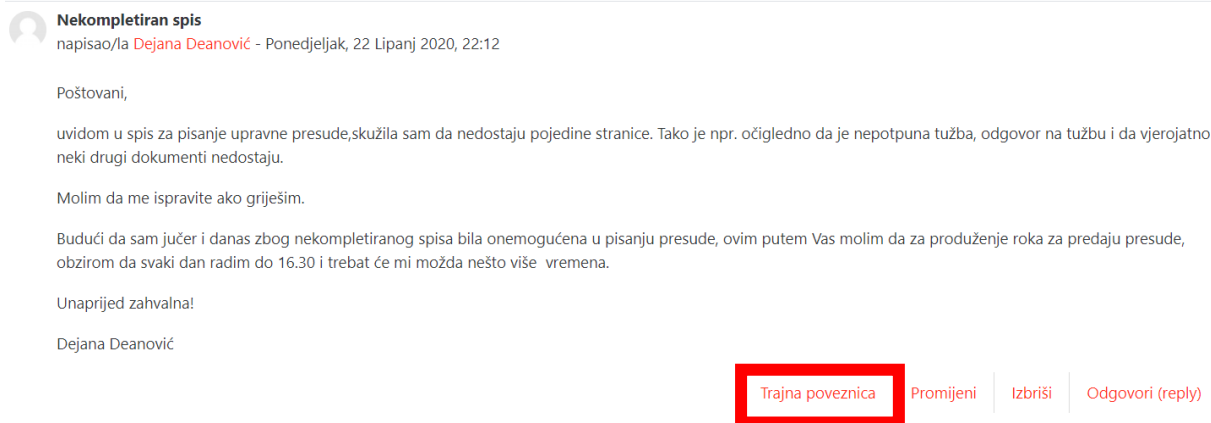 Nekompletiran spis
napisao/la Dejana Deanović - Ponedjeljak, 22 Lipanj 2020, 22:12
Poštovani,
uvidom u spis za pisanje upravne presude,skužila sam da nedostaju pojedine stranice. Tako je npr. očigledno da je nepotpuna tužba, odgovor na tužbu i da vjerojatno
neki drugi dokumenti nedostaju.
Molim da me ispravite ako griješim.
Budući da sam jučer i danas zbog nekompletiranog spisa bila onemogućena u pisanju presude, ovim putem Vas molim da za produženje roka za predaju presude,
obzirom da svaki dan radim do 16.30 i trebat će mi možda nešto više  vremena.
Unaprijed zahvalna!
Dejana Deanović
Trajna poveznica Promijeni Izbriši Odgovori (reply)